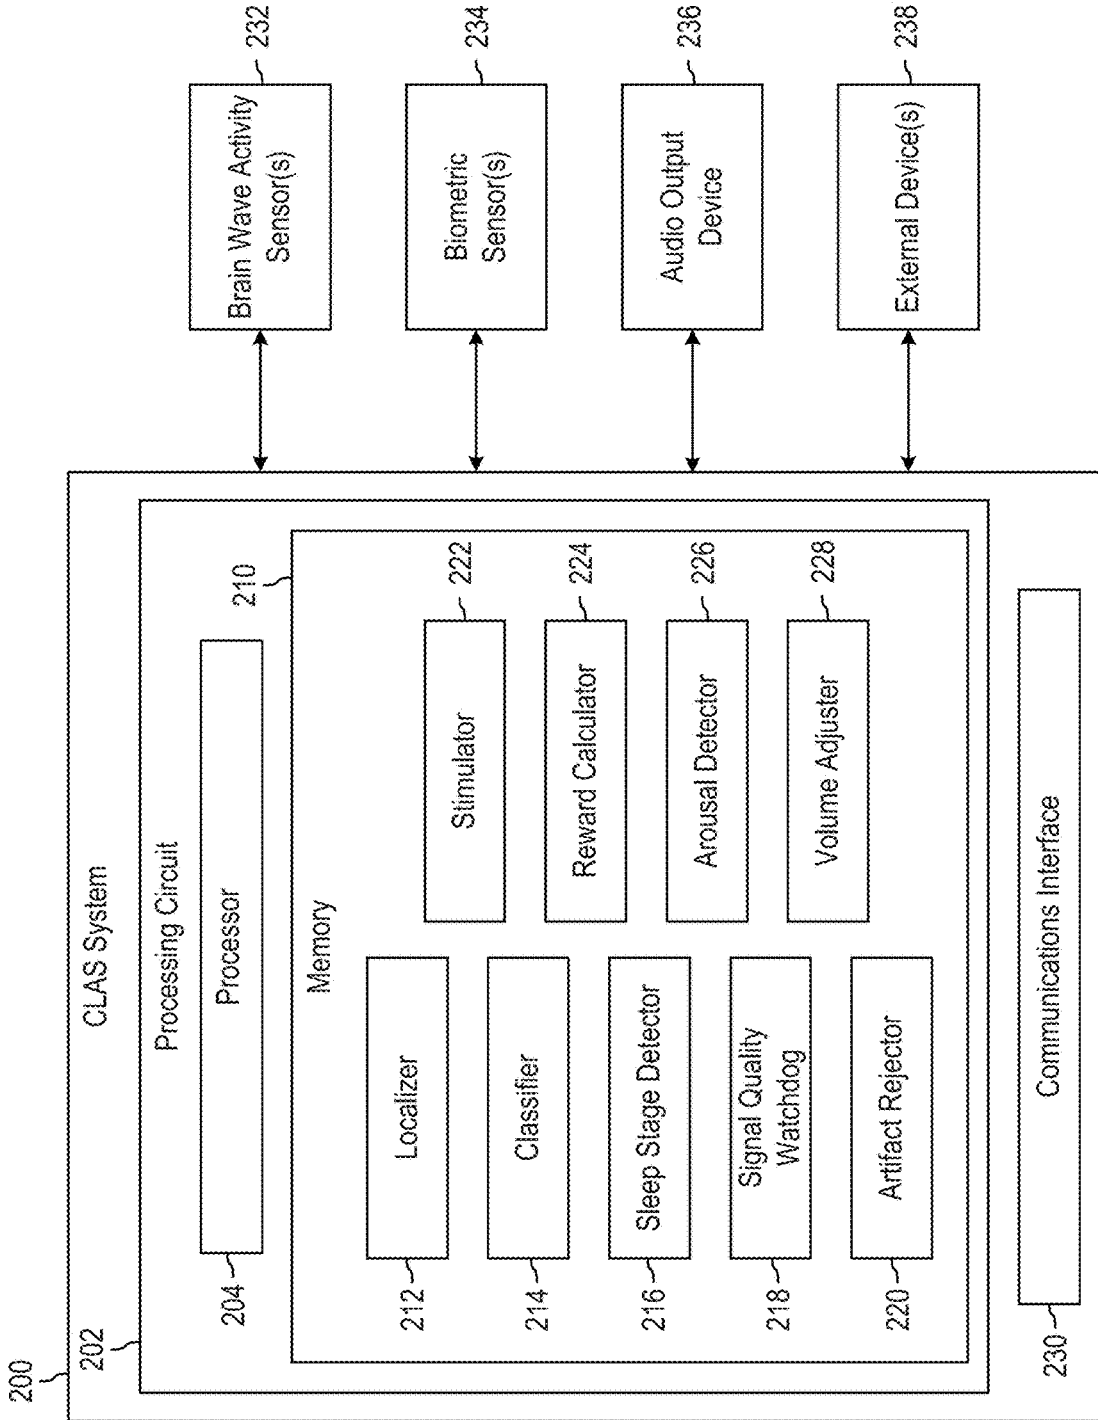 200
CLAS System
202
Processing Circuit
204
Processor
210
Memory
212
Localizer
214
Classifier
216
Sleep Stage Detector
218
Signal Quality
Watchdog
220
Artifact Rejector
222
Stimulator
224
Reward Calculator
226
Arousal Detector
228
Volume Adjuster
230
Communications Interface
232
Brain Wave Activity
Sensor(s)
234
Biometric
Sensor(s)
236
Audio Output
Device
238
External Device(s)